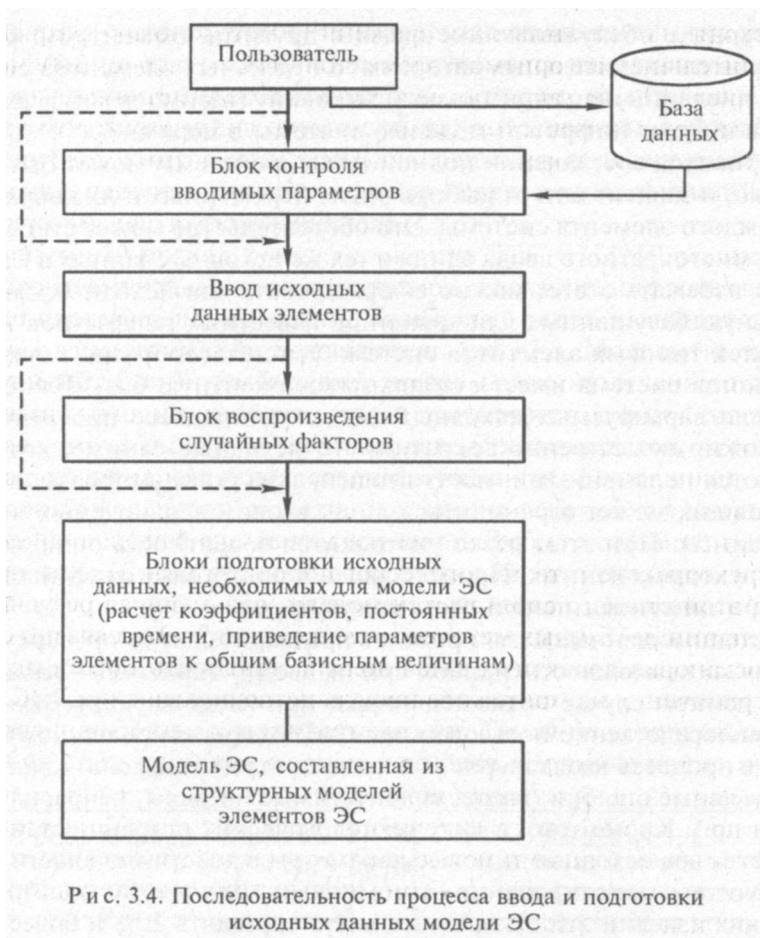 Пользователь
База
данных
Блок контроля
вводимых параметров
Ввод исходных
данных элементов
Блок воспроизведения
случайных факторов
Блоки подготовки исходных
данных, необходимых для модели ЭС
(расчет коэффициентов, постоянных
времени, приведение параметров
элементов к общим базисным величинам)
Модель ЭС, составленная из
структурных моделей
элементов ЭС
Рис. 3.4. Последовательность процесса ввода и подготовки
исходных данных модели ЭС